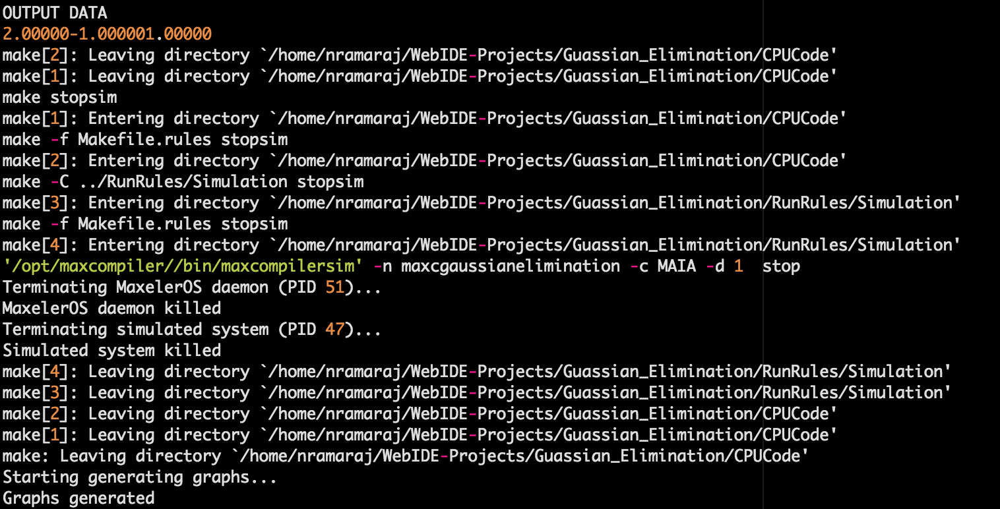 OUTPUT DATA
2.00000-1.000001.00000
make[2]: Leaving directory `/home/nramaraj/WebIDE-Projects/Guassian_Elimination/CPUCode'
make[1]: Leaving directory `/home/nramaraj/WebIDE-Projects/Guassian_Elimination/CPUCode'
make stopsim
make[1]: Entering directory `/home/nramaraj/WebIDE-Projects/Guassian_Elimination/CPUCode'
make -f Makefile.rules stopsim
make[2]: Entering directory `/home/nramaraj/WebIDE-Projects/Guassian_Elimination/CPUCode'
make -C ../RunRules/Simulation stopsim
make[3]: Entering directory `/home/nramaraj/WebIDE-Projects/Guassian_Elimination/RunRules/Simulation'
make -f Makefile.rules stopsim
make[4]: Entering directory `/home/nramaraj/WebIDE-Projects/Guassian_Elimination/RunRules/Simulation'
'/opt/maxcompiler//bin/maxcompilersim' -n maxcgaussianelimination -c MAIA -d 1  stop
Terminating MaxelerOS daemon (PID 51)...
MaxelerOS daemon killed
Terminating simulated system (PID 47)...
Simulated system killed
make[4]: Leaving directory `/home/nramaraj/WebIDE-Projects/Guassian_Elimination/RunRules/Simulation'
make[3]: Leaving directory `/home/nramaraj/WebIDE-Projects/Guassian_Elimination/RunRules/Simulation'
make[2]: Leaving directory `/home/nramaraj/WebIDE-Projects/Guassian_Elimination/CPUCode'
make[1]: Leaving directory `/home/nramaraj/WebIDE-Projects/Guassian_Elimination/CPUCode'
make: Leaving directory `/home/nramaraj/WebIDE-Projects/Guassian_Elimination/CPUCode'
Starting generating graphs...
Graphs generated